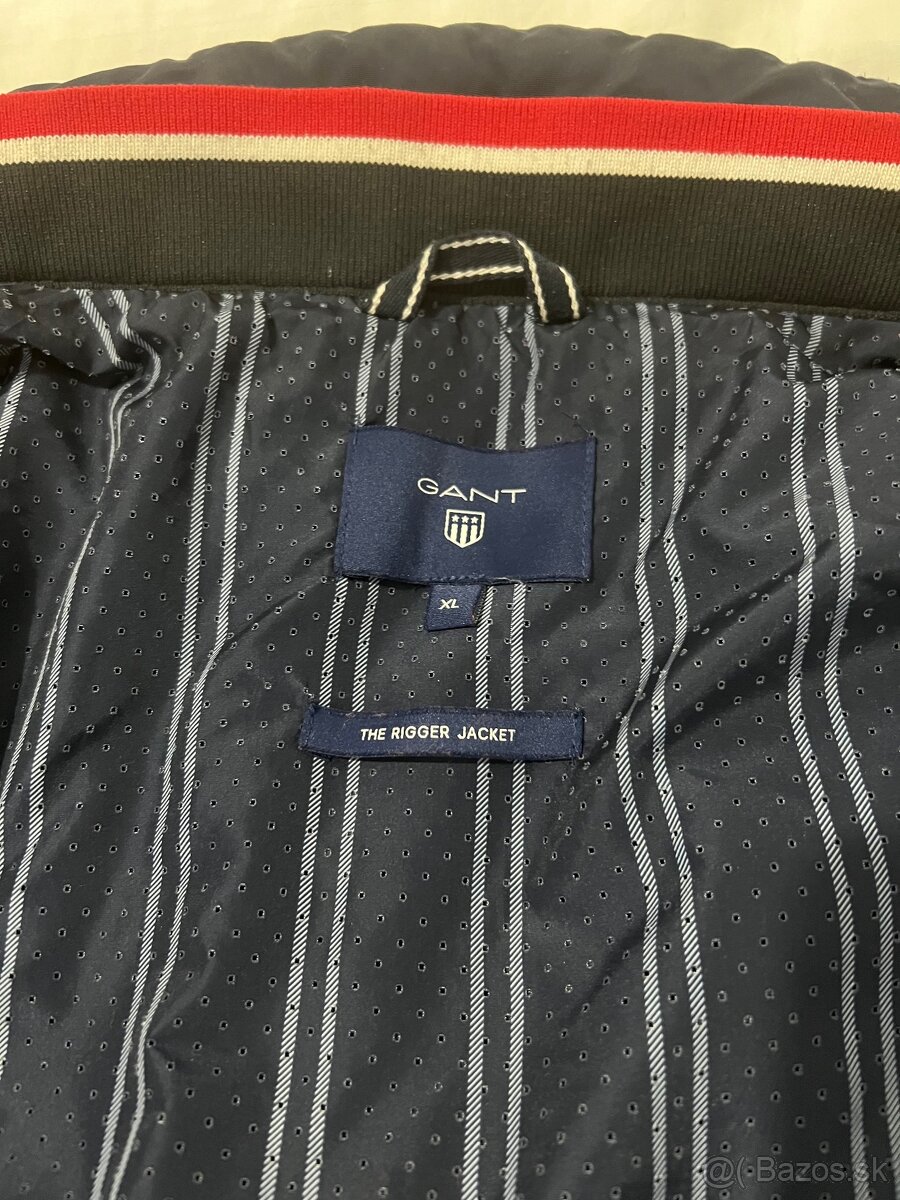 GANT
XL
THE RIGGER JACKET
@( Bazos.sk